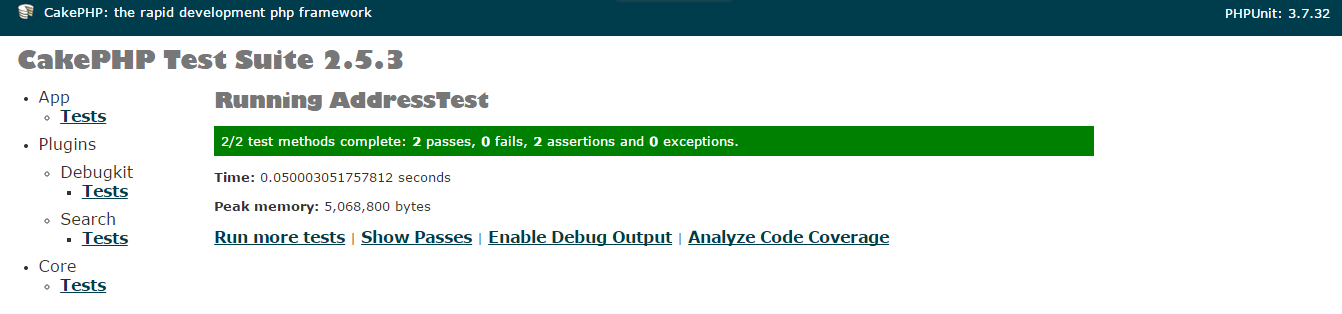 CakePHP: the rapid development php framework
PHPUnit: 3.7.32
CakePHP Test Suite 2.5.3
App
Tests
Plugins
Debugkit
Tests
Search
Tests
Core
Tests
Running AddressTest
2/2 test methods complete: 2 passes, 0 fails, 2 assertions and 0 exceptions.
Time: 0.050003051757812 seconds
Peak memory: 5,068,800 bytes
Run more tests | Show Passes | Enable Debug Output | Analyze Code Coverage